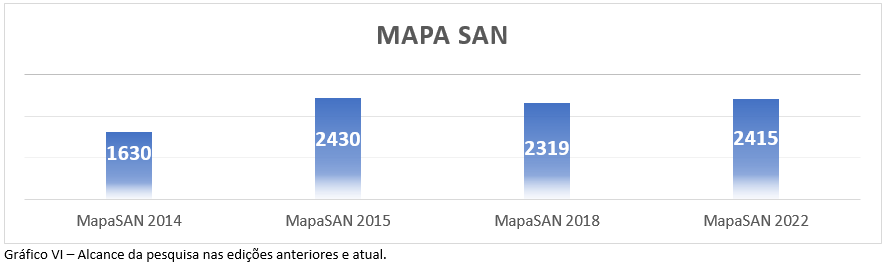 MAPA SAN
1630
2430
2319
2415
MapaSAN 2014
MapaSAN 2015
MapaSAN 2018
MapaSAN 2022
Gráfico VI – Alcance da pesquisa nas edições anteriores e atual.